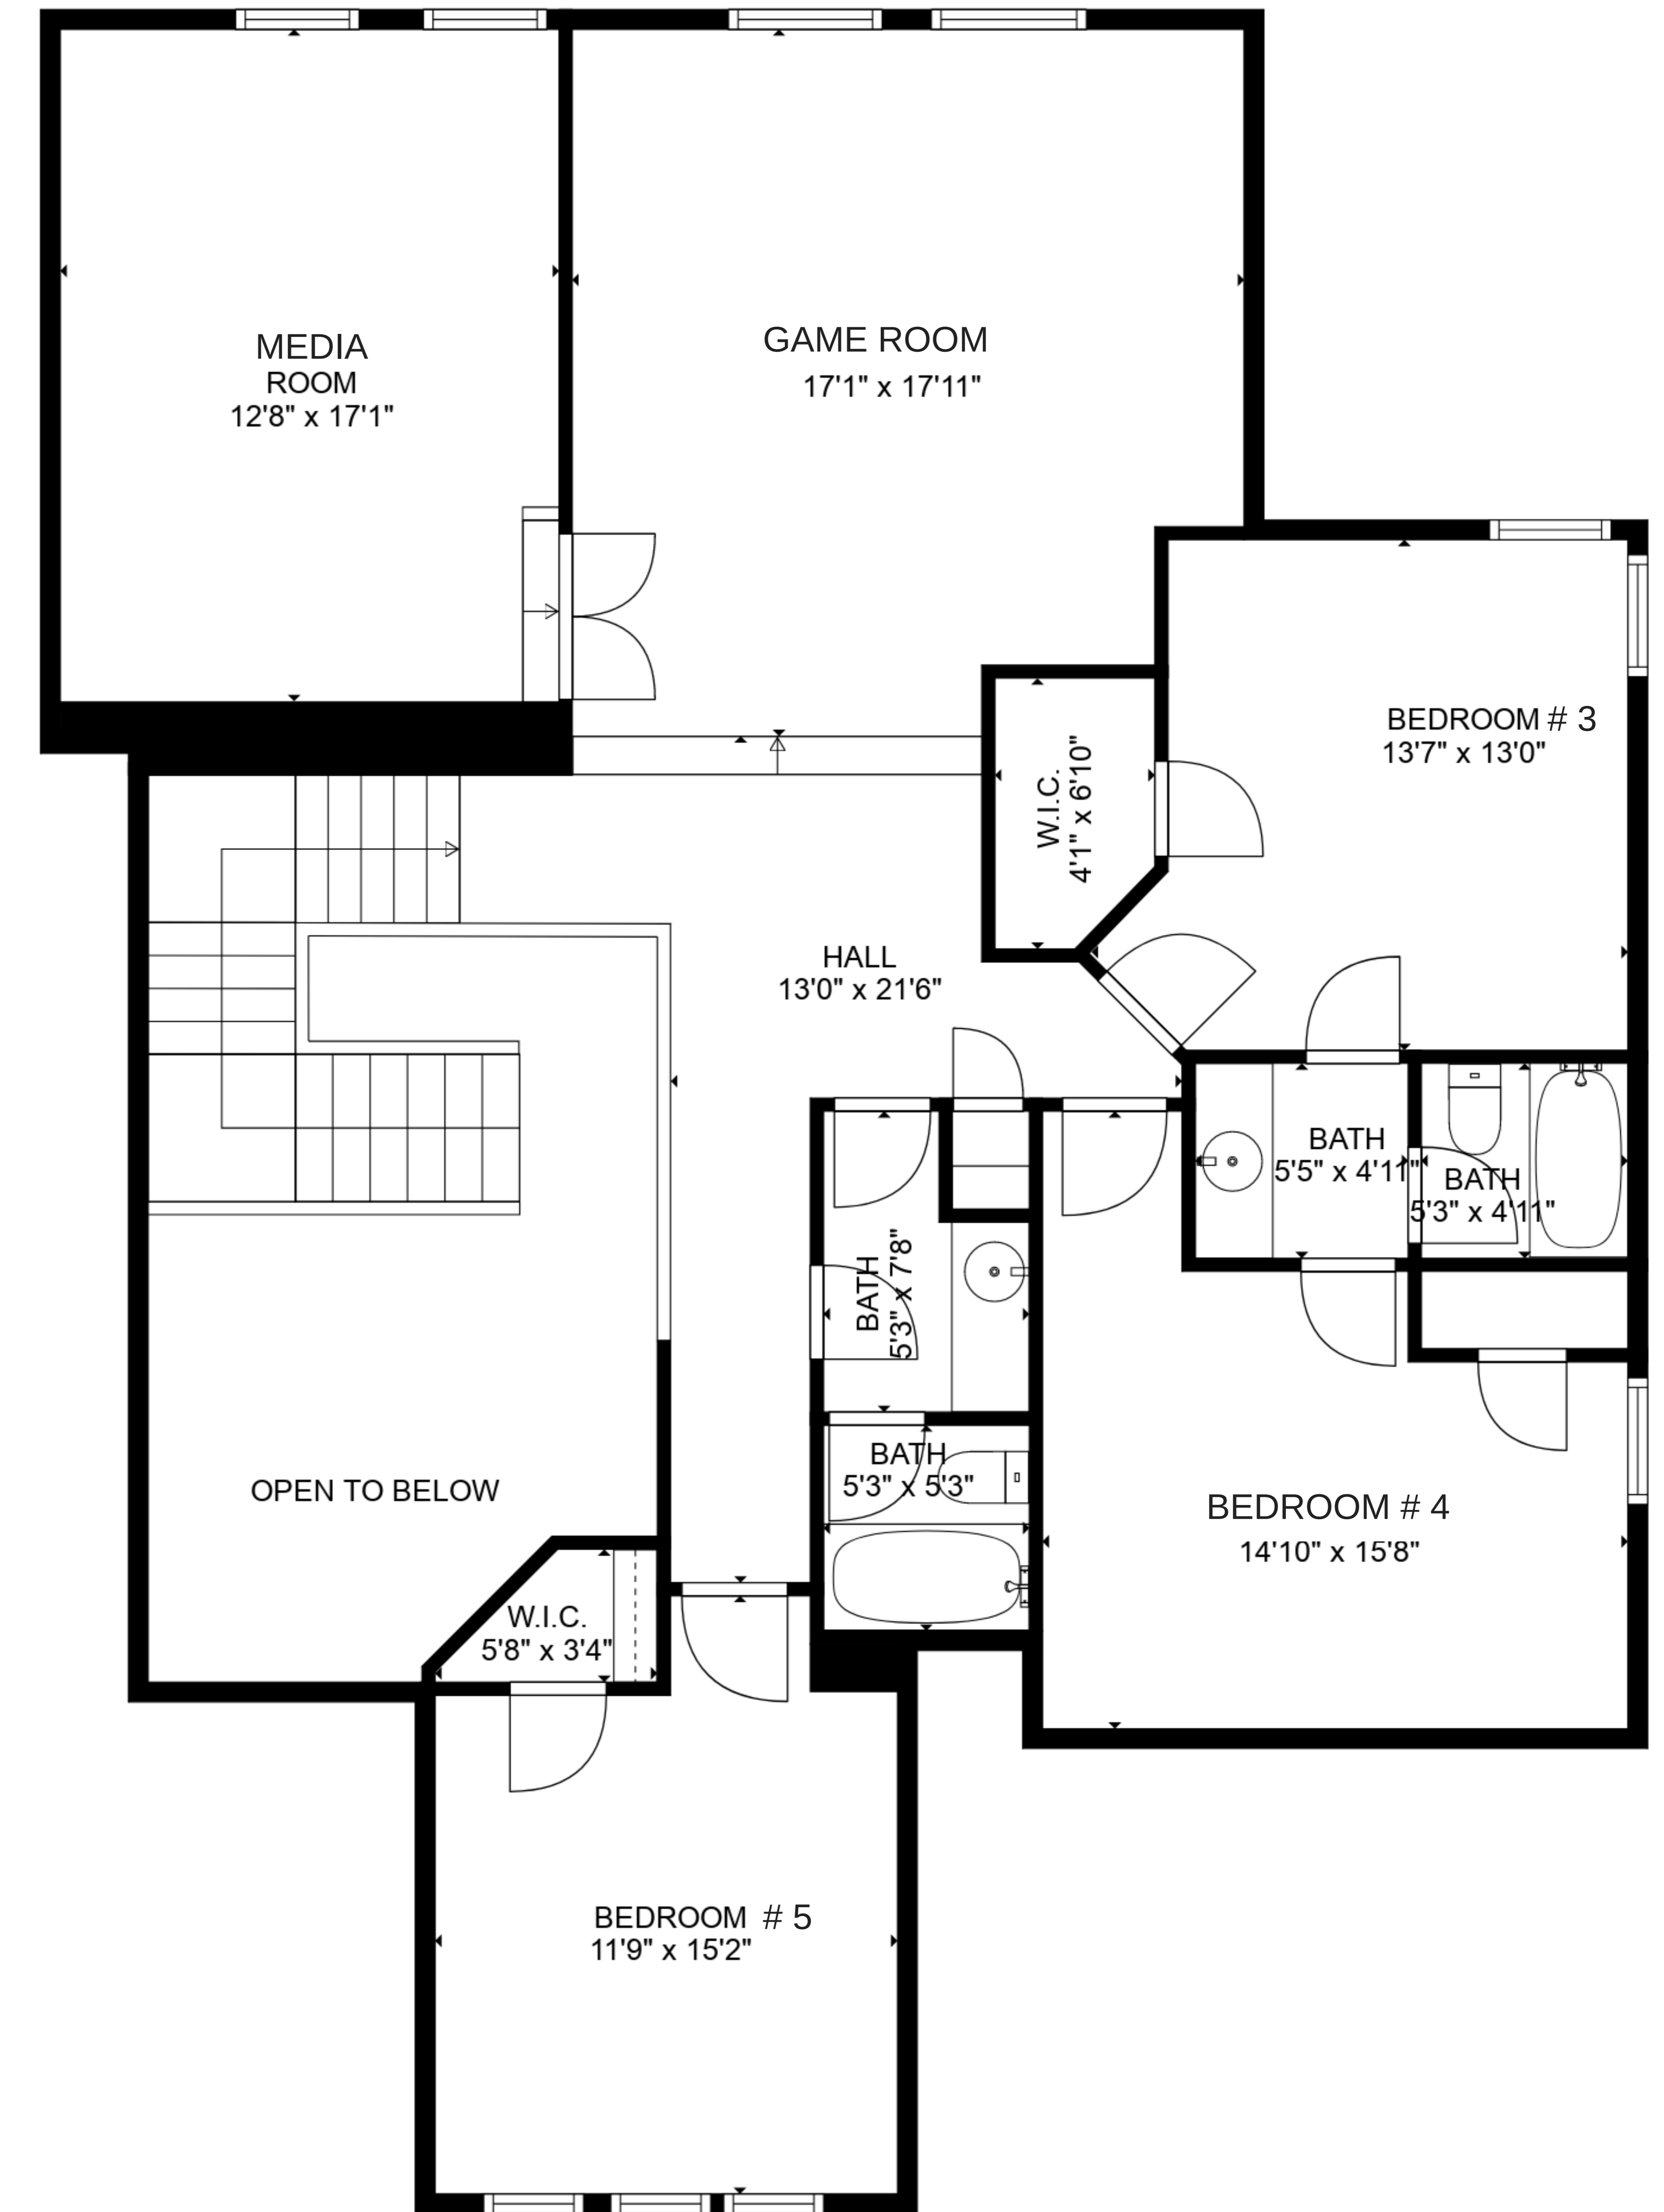 MEDIA
ROOM
12'8" x 17'1"
GAME ROOM
17'1" x 17'11"
BEDROOM # 3
13'7" x 13'0"
W.I.C.
4'1" x 6'10"
HALL
13'0" x 21'6"
BATH
5'5" x 4'11"
BATH
5'3" x 4'11"
BATH
5'3" x 7'8"
BATH
5'3" x 5'3"
OPEN TO BELOW
BEDROOM # 4
14'10" x 15'8"
W.I.C.
5'8" x 3'4"
BEDROOM # 5
11'9" x 15'2"